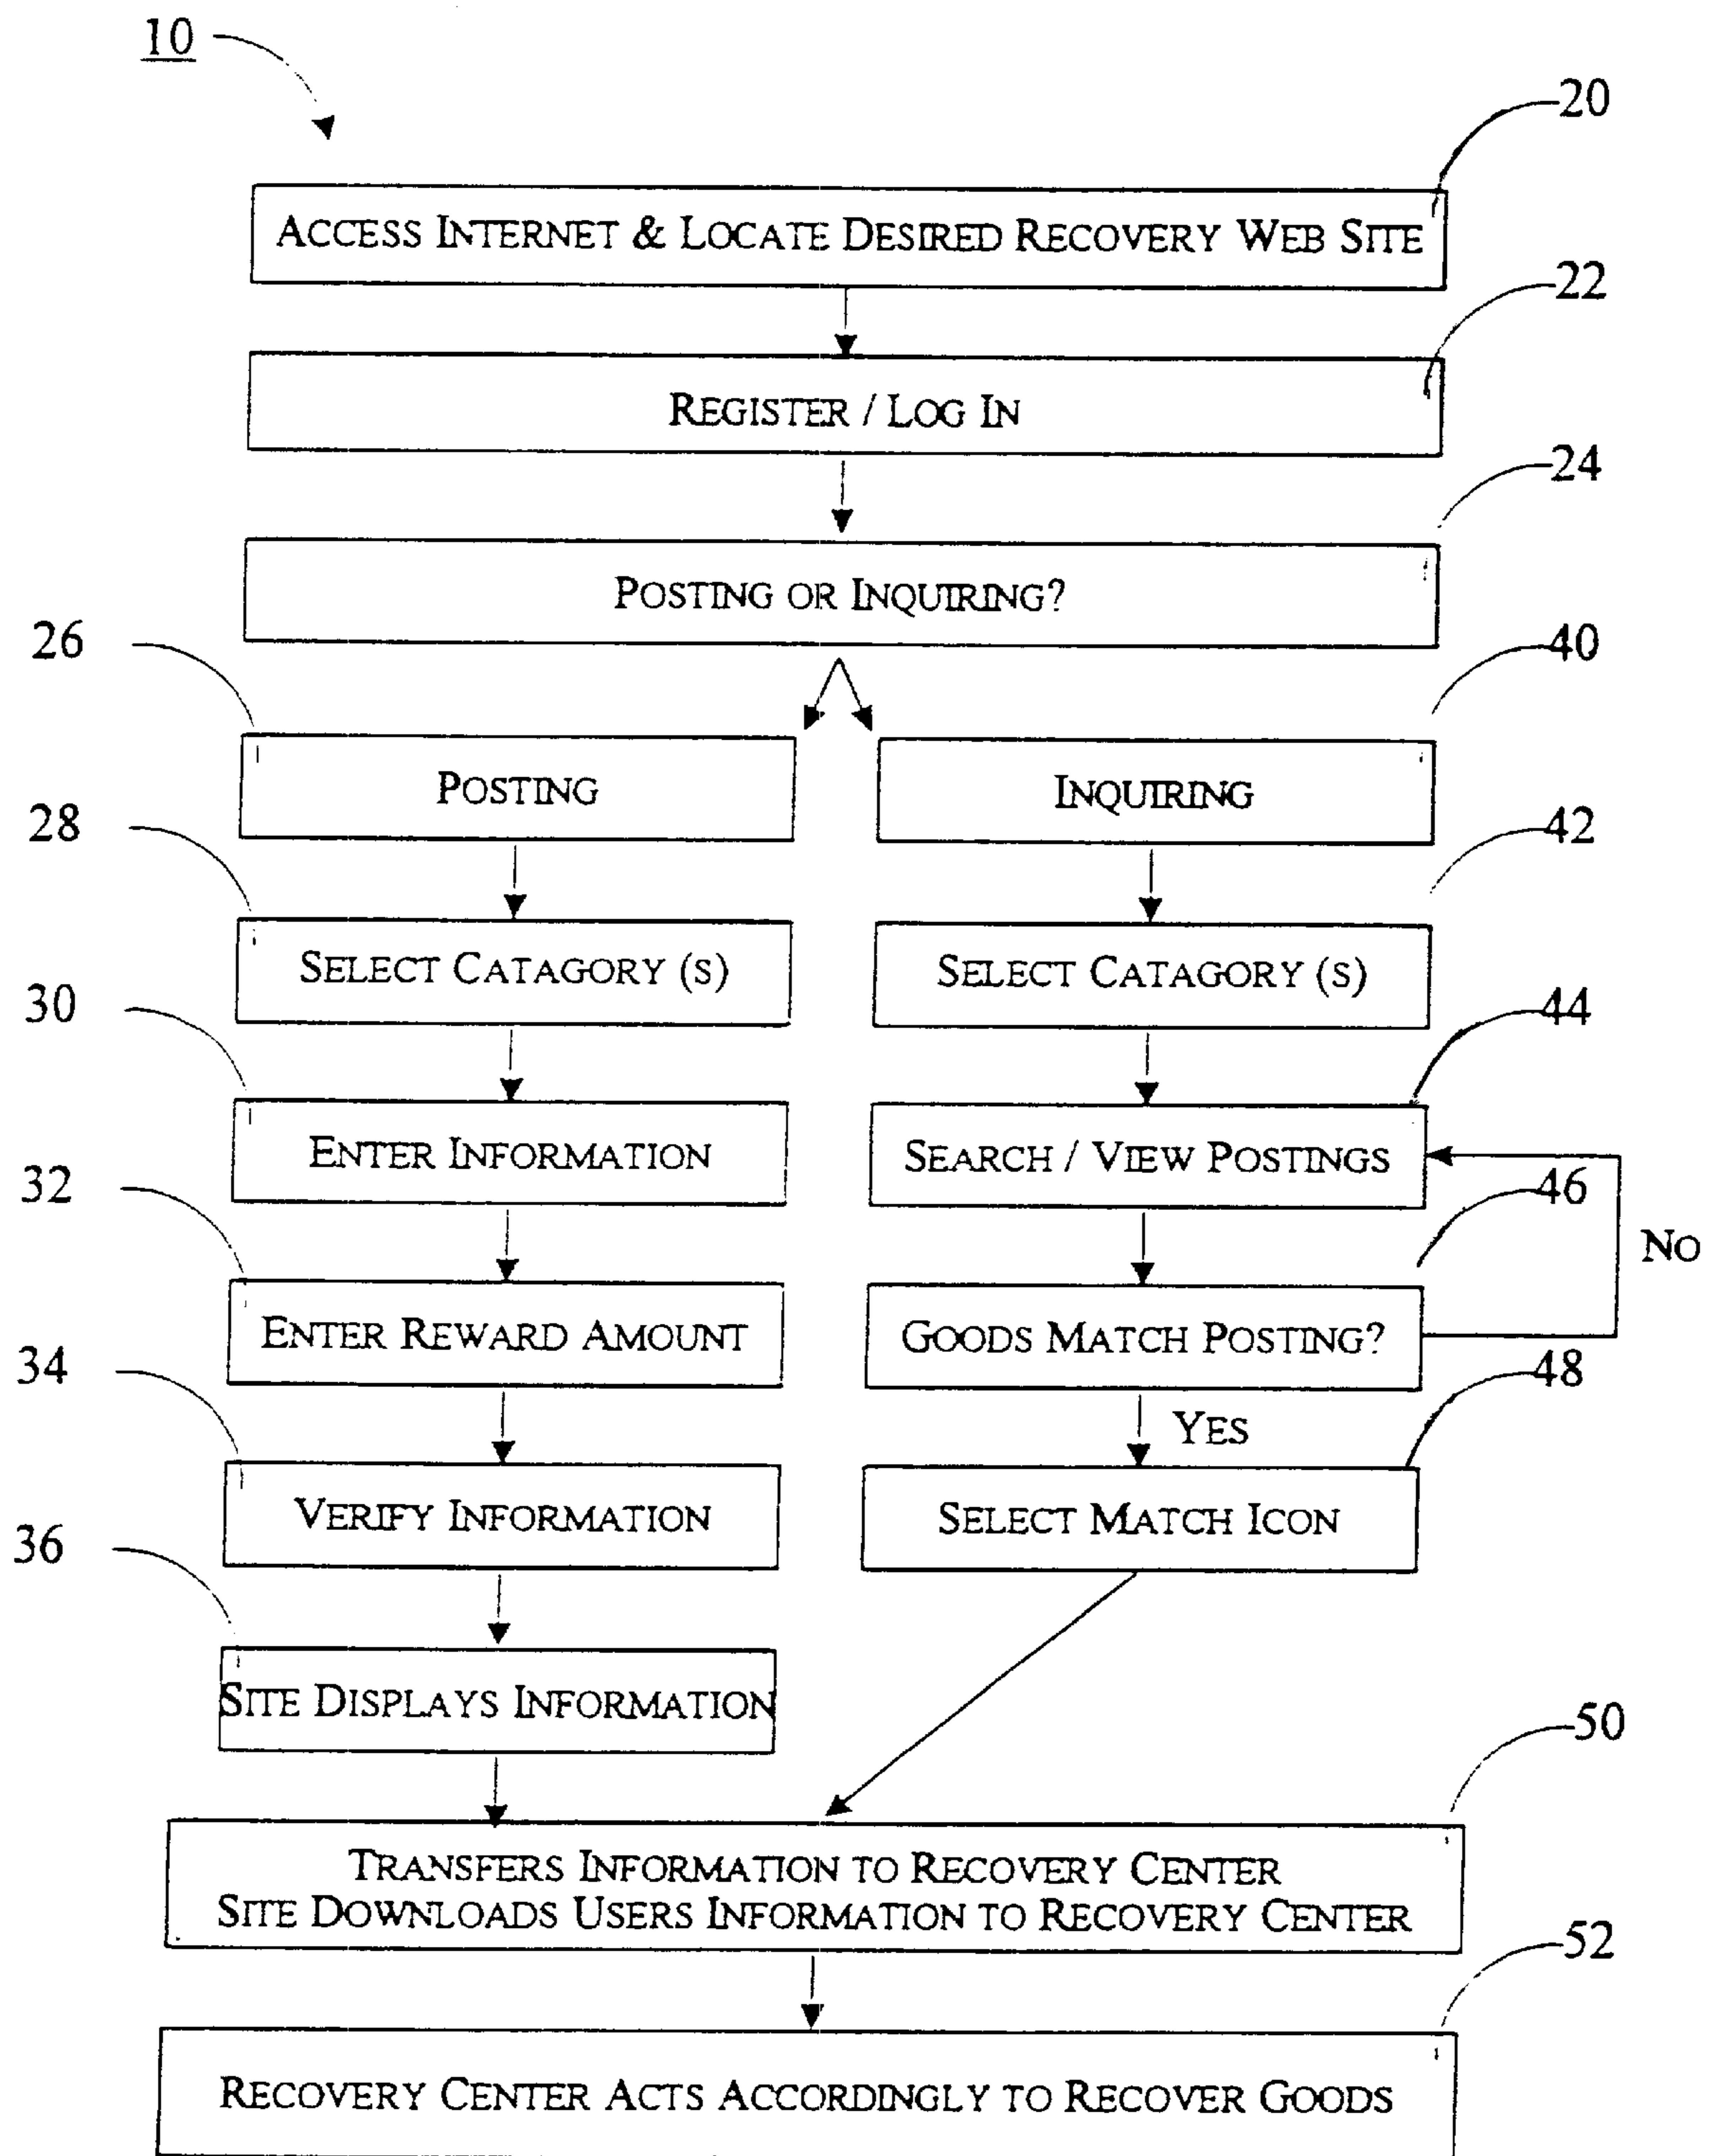 10
20
ACCESS INTERNET & LOCATE DESIRED RECOVERY WEB SITE
22
REGISTER / LOG IN
24
POSTING OR INQUIRING?
26
40
POSTING
INQUIRING
28
42
SELECT CATAGORY (S)
SELECT CATAGORY (S)
30
44
ENTER INFORMATION
SEARCH / VIEW POSTINGS
32
46
NO
ENTER REWARD AMOUNT
GOODS MATCH POSTING?
34
48
YES
VERIFY INFORMATION
SELECT MATCH ICON
36
SITE DISPLAYS INFORMATION
50
TRANSFERS INFORMATION TO RECOVERY CENTER
SITE DOWNLOADS USERS INFORMATION TO RECOVERY CENTER
52
RECOVERY CENTER ACTS ACCORDINGLY TO RECOVER GOODS